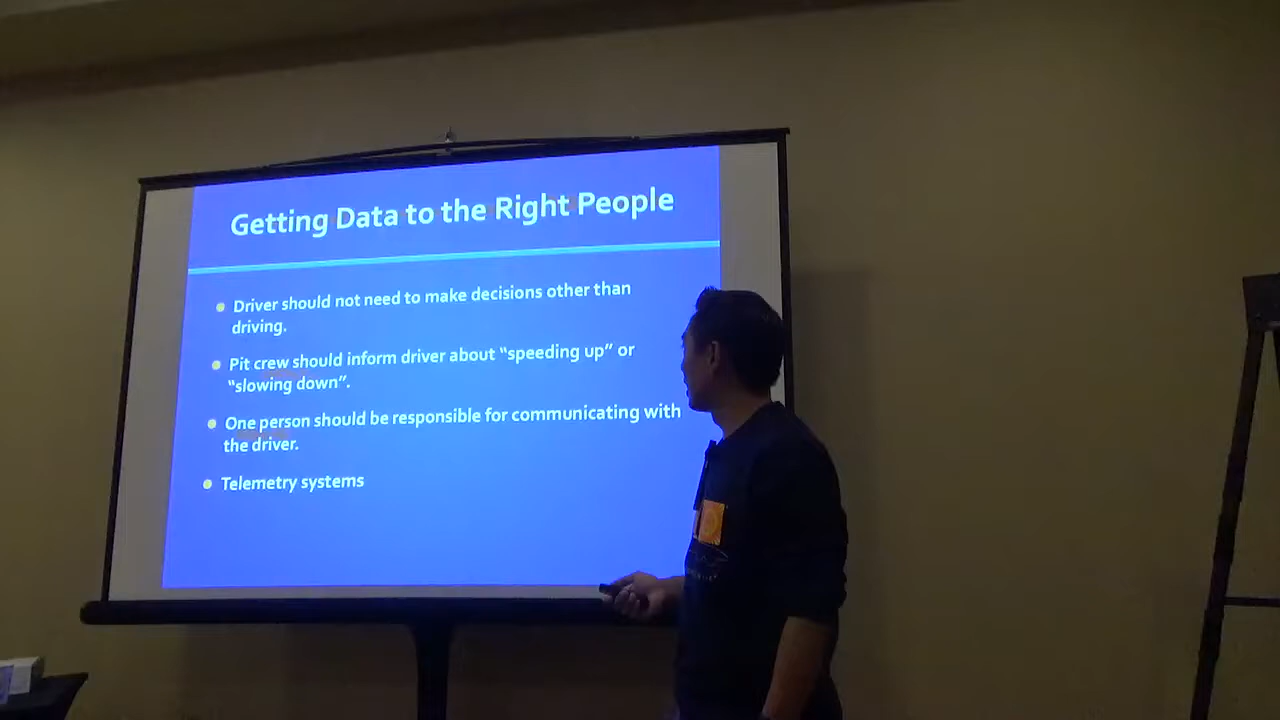 Getting Data to the Right People
Driver should not need to make decisions other than
driving.
Pit crew should inform driver about “speeding up” or
“slowing down”.
One person should be responsible for communicating with
the driver.
Telemetry systems